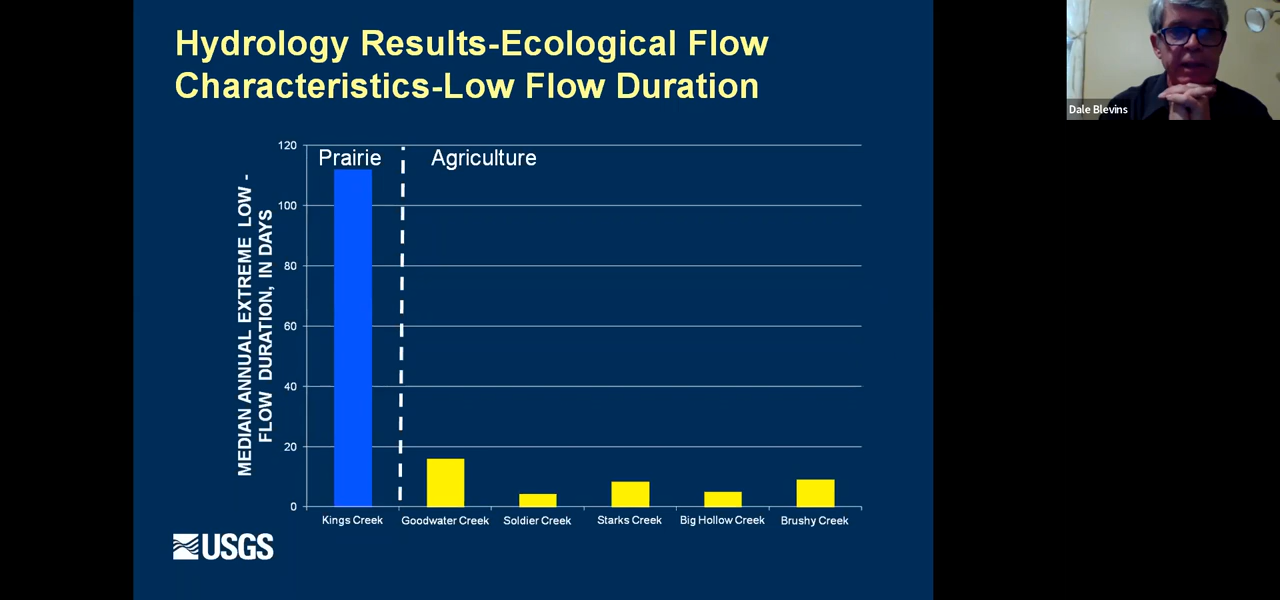 Hydrology Results-Ecological Flow
Characteristics-Low Flow Duration
Dale Blevins
MEDIAN ANNUAL EXTREME LOW -
FLOW DURATION, IN DAYS
120
100
80
60
40
20
0
Prairie
Agriculture
Kings Creek
Goodwater Creek
Soldier Creek
Starks Creek
Big Hollow Creek
Brushy Creek
USGS